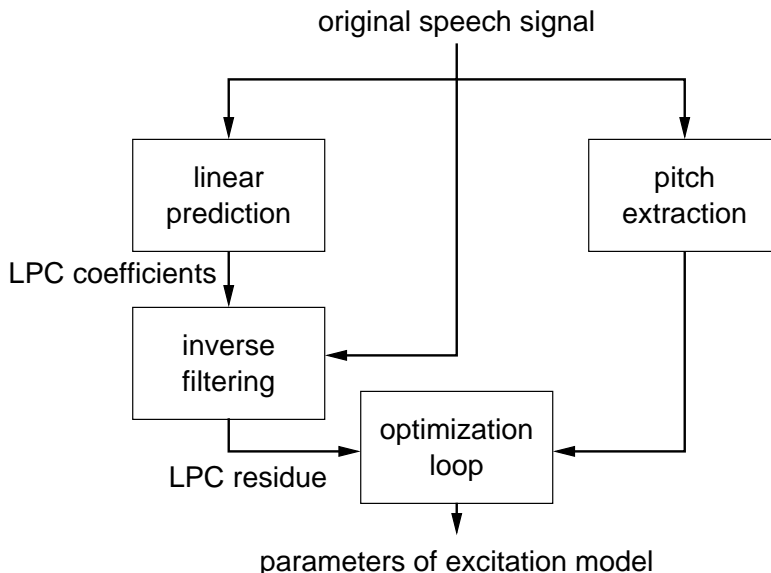 original speech signal
linear
prediction
pitch
extraction
LPC coefficients
inverse
filtering
optimization
loop
LPC residue
parameters of excitation model